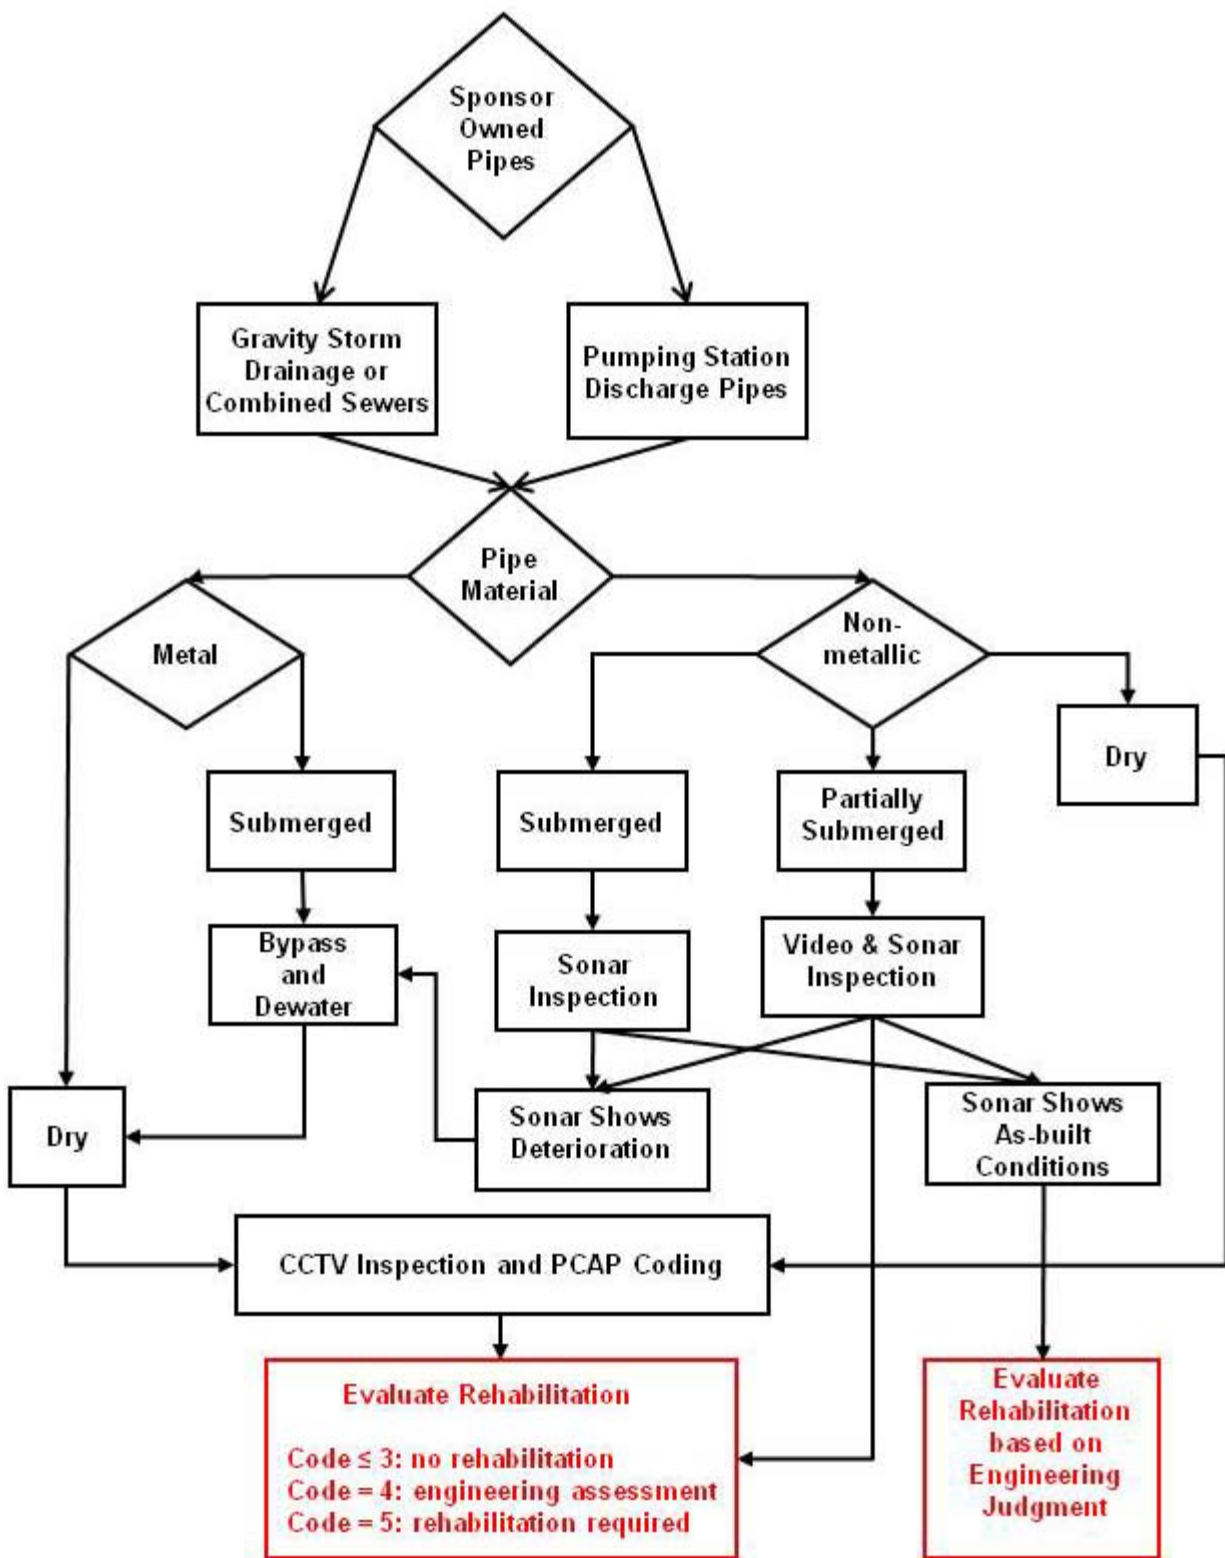 Sponsor
Owned
Pipes
Gravity Storm
Drainage or
Combined Sewers
Pumping Station
Discharge Pipes
Pipe
Material
Metal
Non-
metallic
Dry
Submerged
Submerged
Partially
Submerged
Bypass
and
Dewater
Sonar
Inspection
Video & Sonar
Inspection
Dry
Sonar Shows
Deterioration
Sonar Shows
As-built
Conditions
CCTV Inspection and PCAP Coding
Evaluate Rehabilitation
Code ≤ 3: no rehabilitation
Code = 4: engineering assessment
Code = 5: rehabilitation required
Evaluate
Rehabilitation
based on
Engineering
Judgment